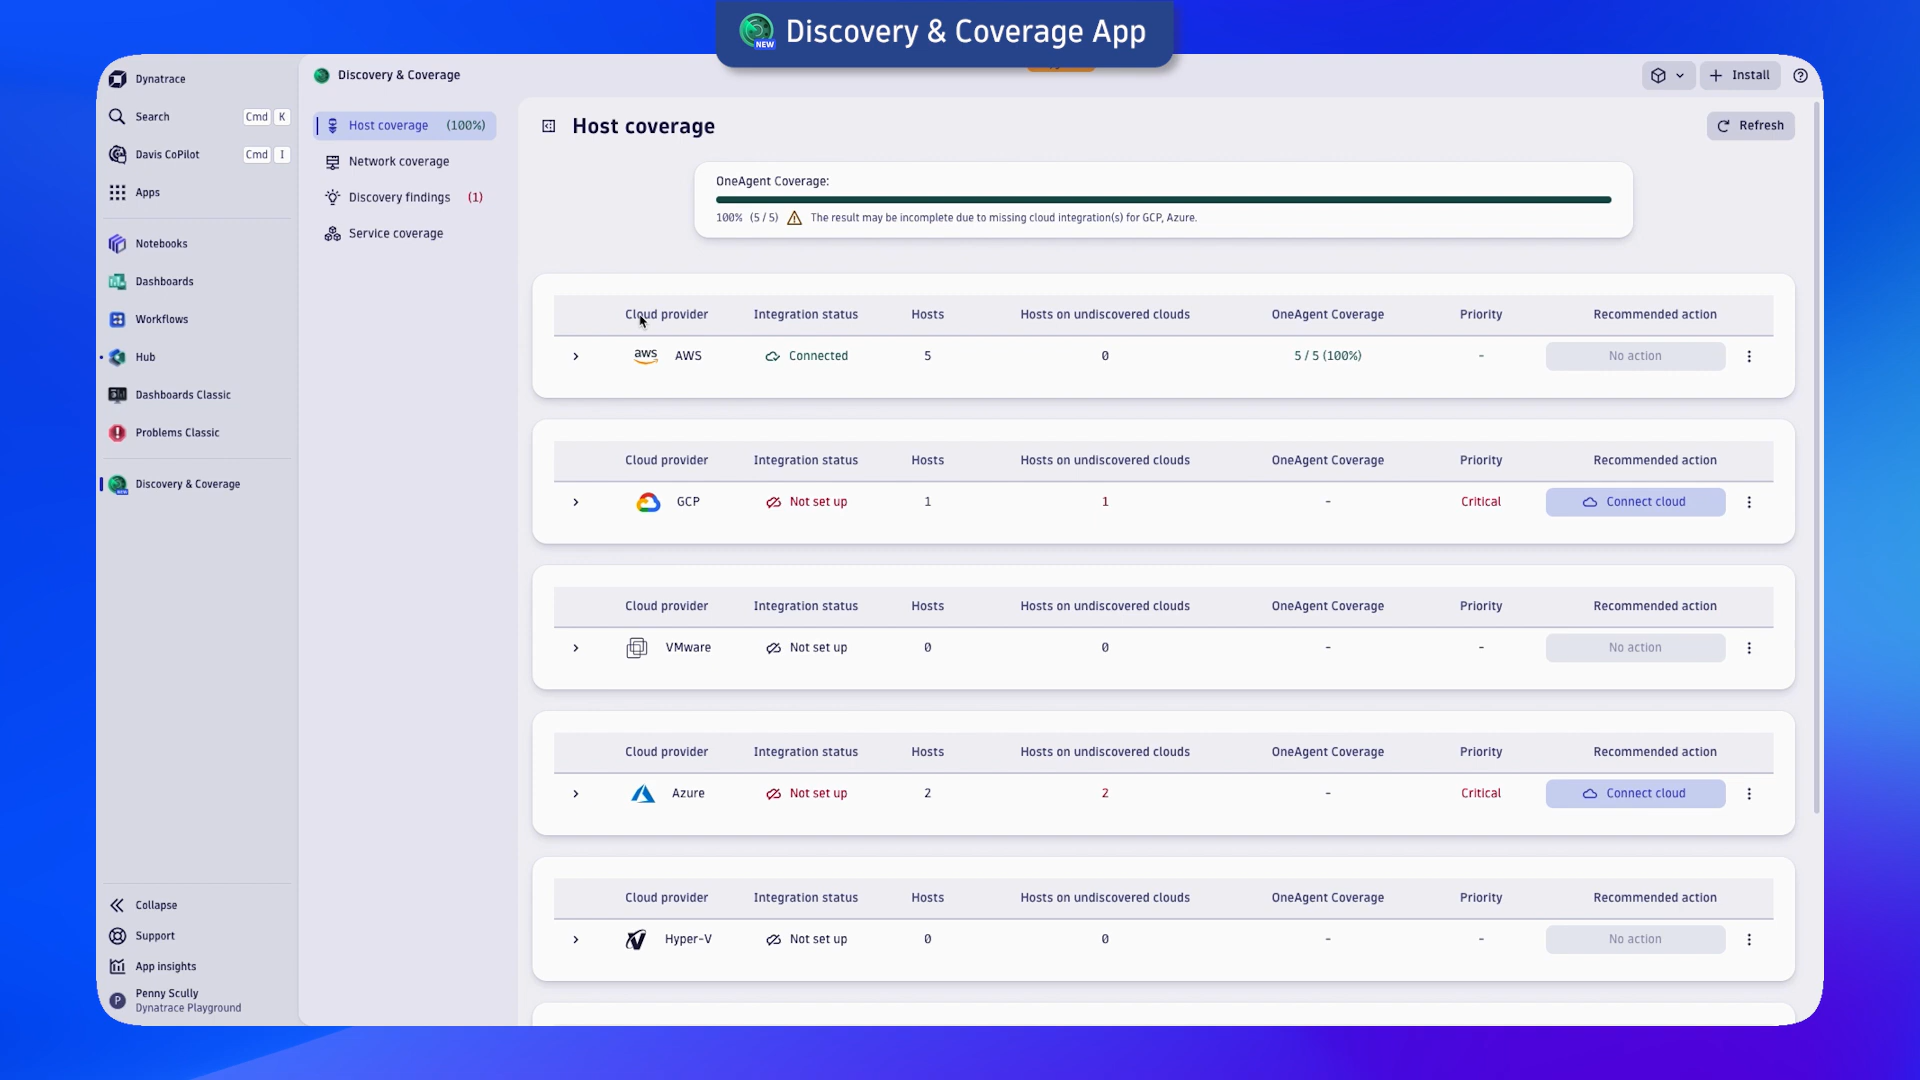 NEW
Discovery & Coverage App
Dynatrace
Search Cmd K
Davis CoPilot Cmd I
Apps
Notebooks
Dashboards
Workflows
Hub
Dashboards Classic
Problems Classic
Discovery & Coverage
Collapse
Support
App insights
P
Penny Scully
Dynatrace Playground
Discovery & Coverage
Install
Host coverage (100%)
Network coverage
Discovery findings (1)
Service coverage
Host coverage
Refresh
OneAgent Coverage:
100% (5 / 5) The result may be incomplete due to missing cloud integration(s) for GCP, Azure.
Cloud provider Integration status Hosts Hosts on undiscovered clouds OneAgent Coverage Priority Recommended action
aws AWS Connected 5 0 5 / 5 (100%) - No action
Cloud provider Integration status Hosts Hosts on undiscovered clouds OneAgent Coverage Priority Recommended action
GCP Not set up 1 1 - Critical Connect cloud
Cloud provider Integration status Hosts Hosts on undiscovered clouds OneAgent Coverage Priority Recommended action
VMware Not set up 0 0 - - No action
Cloud provider Integration status Hosts Hosts on undiscovered clouds OneAgent Coverage Priority Recommended action
Azure Not set up 2 2 - Critical Connect cloud
Cloud provider Integration status Hosts Hosts on undiscovered clouds OneAgent Coverage Priority Recommended action
Hyper-V Not set up 0 0 - - No action